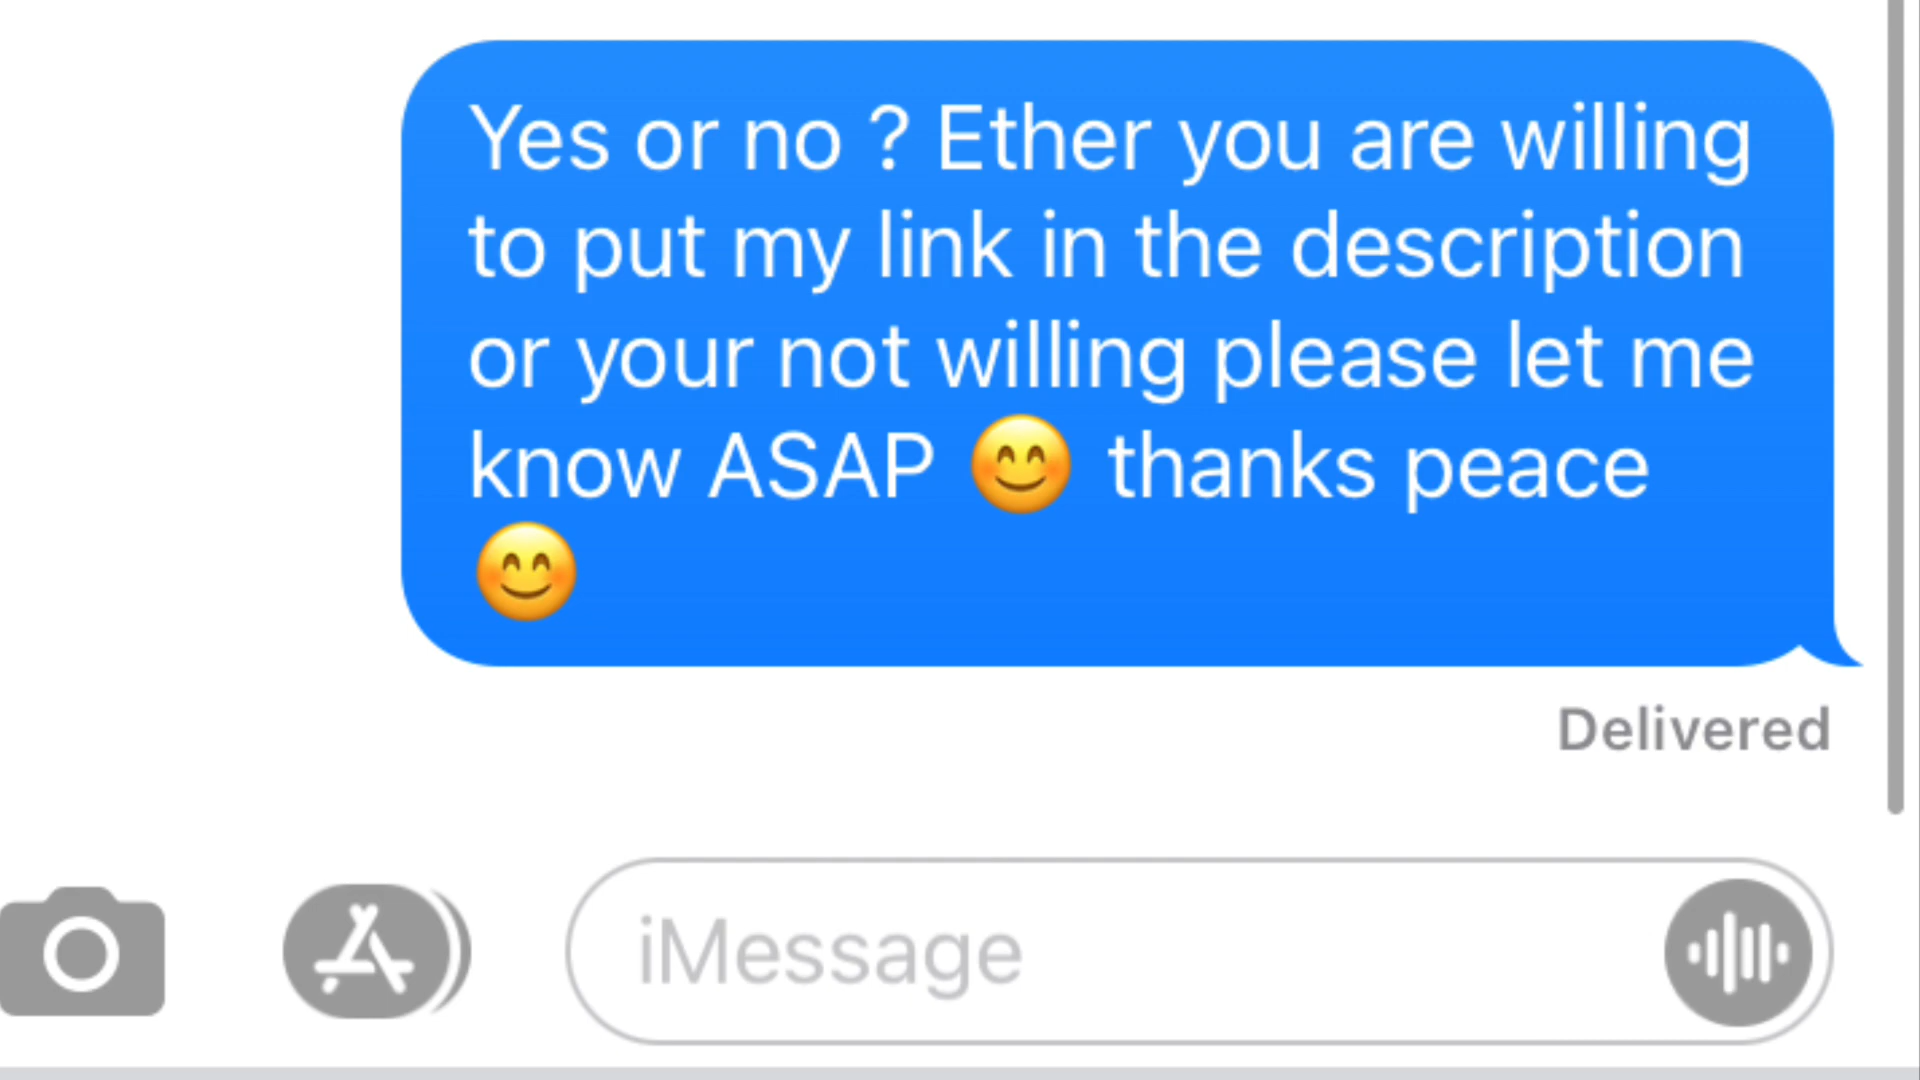 Yes or no ? Ether you are willing
to put my link in the description
or your not willing please let me
know ASAP 😊 thanks peace
😊
Delivered
iMessage